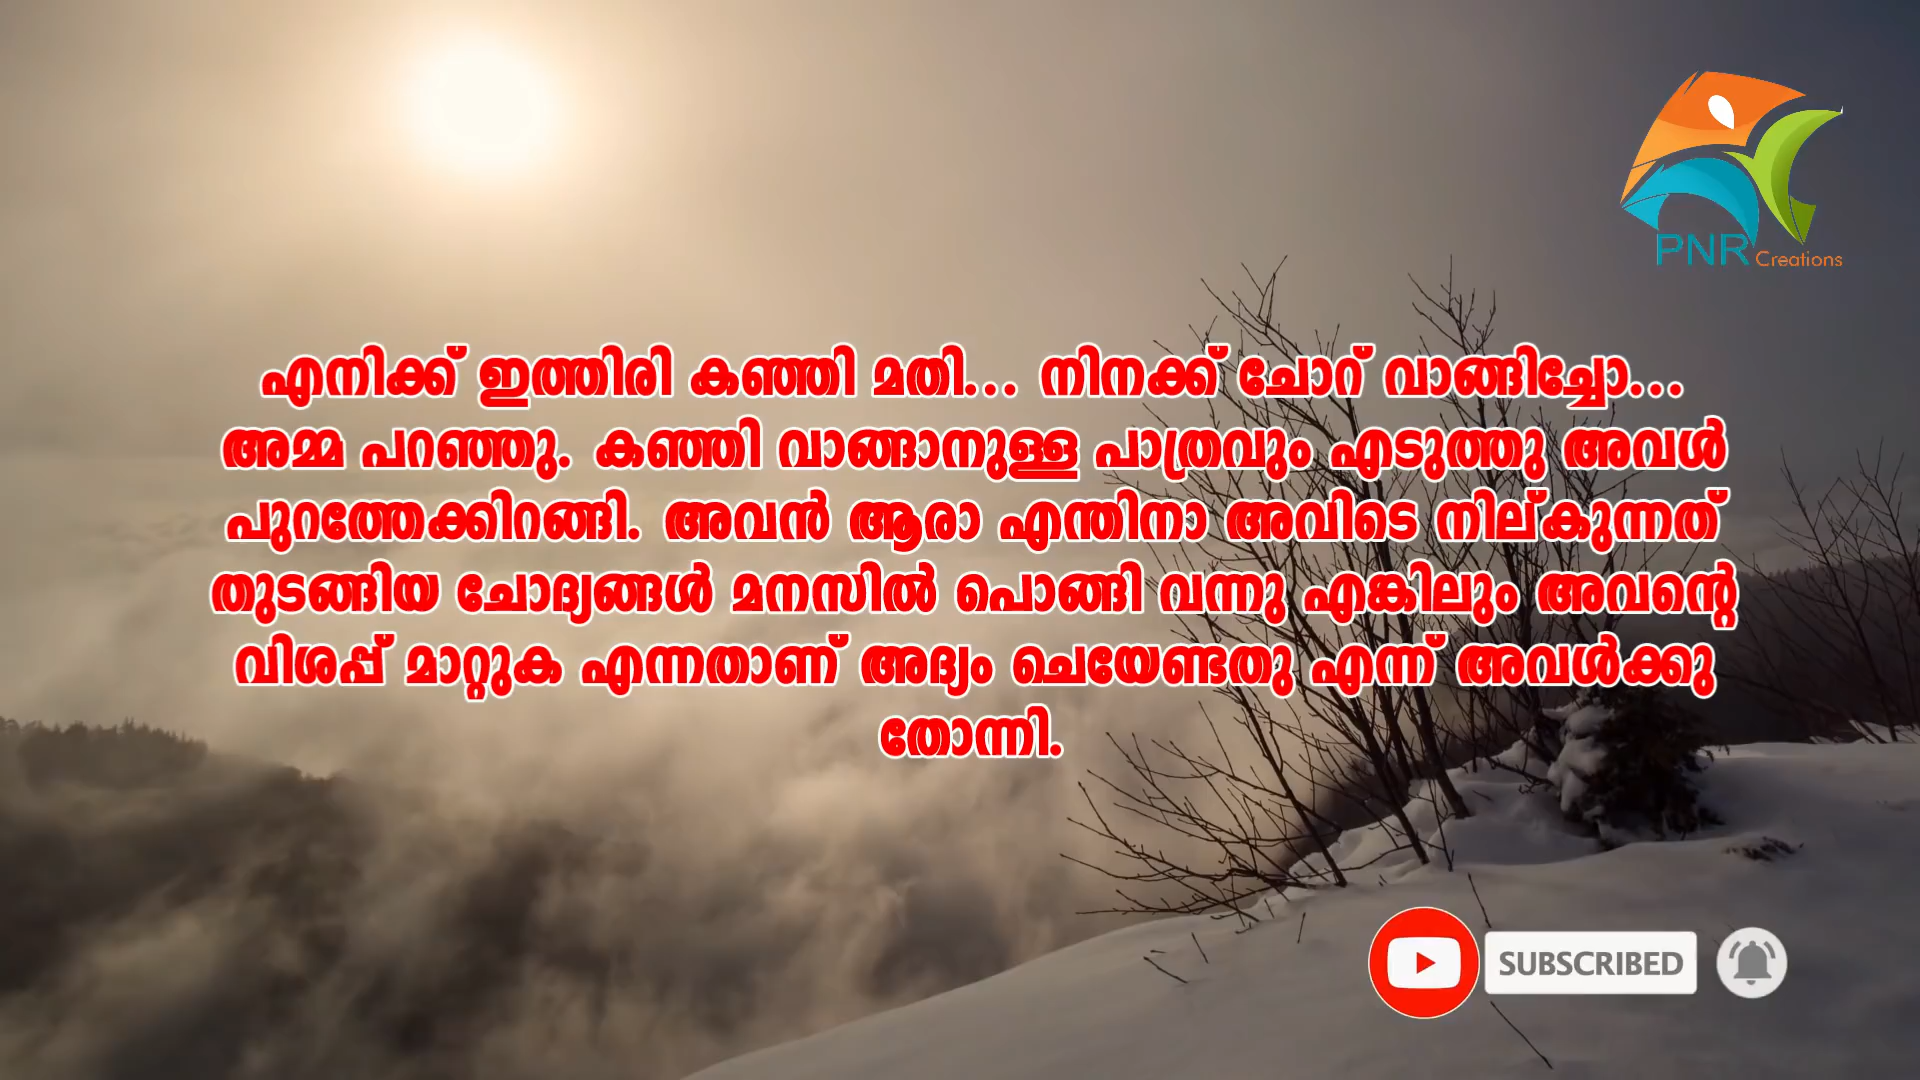 PNR Creations
എനിക്ക് ഇത്തിരി കഞ്ഞി മതി... നിനക്ക് ചോറ് വാങ്ങിച്ചോ...
അമ്മ പറഞ്ഞു. കഞ്ഞി വാങ്ങാനുള്ള പാത്രവും എടുത്തു അവൾ
പുറത്തേക്കിറങ്ങി. അവൻ ആരാ എന്തിനാ അവിടെ നില്കുന്നത്
തുടങ്ങിയ ചോദ്യങ്ങൾ മനസിൽ പൊങ്ങി വന്നു എങ്കിലും അവന്റെ
വിശപ്പ് മാറ്റുക എന്നതാണ് അദ്യം ചെയേണ്ടതു എന്ന് അവൾക്കു
തോന്നി.
SUBSCRIBED